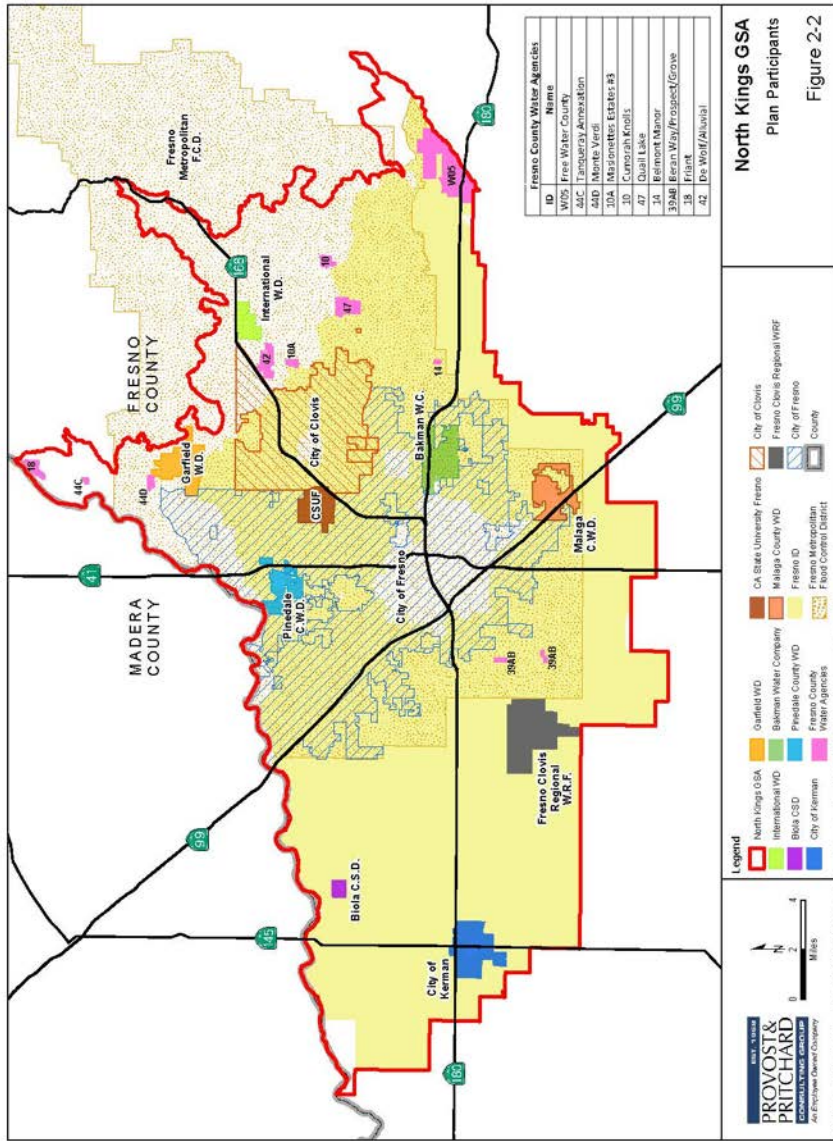 MADERA
COUNTY
FRESNO
COUNTY
Fresno
Metropolitan
F.C.D.
International
W.D.
Garfield
W.D.
City of Clovis
CSUF
Pinedale
C.W.D.
Bakman W.C.
City of Fresno
Malaga
C.W.D.
Fresno Clovis
Regional
W.R.F.
Biola C.S.D.
City of
Kerman
145
99
41
168
180
180
99
18
44C
44D
42
10A
10
47
14
W05
39AB
39AB
Fresno County Water Agencies
ID Name
W05 Free Water County
44C Tanqueray Annexation
44D Monte Verdi
10A Masionettes Estates #3
10 Cumorah Knolls
47 Quail Lake
14 Belmont Manor
39AB Beran Way/Prospect/Grove
18 Friant
42 De Wolf/Alluvial
EST. 1968
PROVOST&
PRITCHARD
CONSULTING GROUP
An Employee Owned Company
N
0 2 4
Miles
Legend
North Kings GSA
International WD
Biola CSD
City of Kerman
Garfield WD
Bakman Water Company
Pinedale County WD
Fresno County
Water Agencies
CA State University Fresno
Malaga County WD
Fresno ID
Fresno Metropolitan
Flood Control District
City of Clovis
Fresno Clovis Regional WRF
City of Fresno
County
North Kings GSA
Plan Participants
Figure 2-2